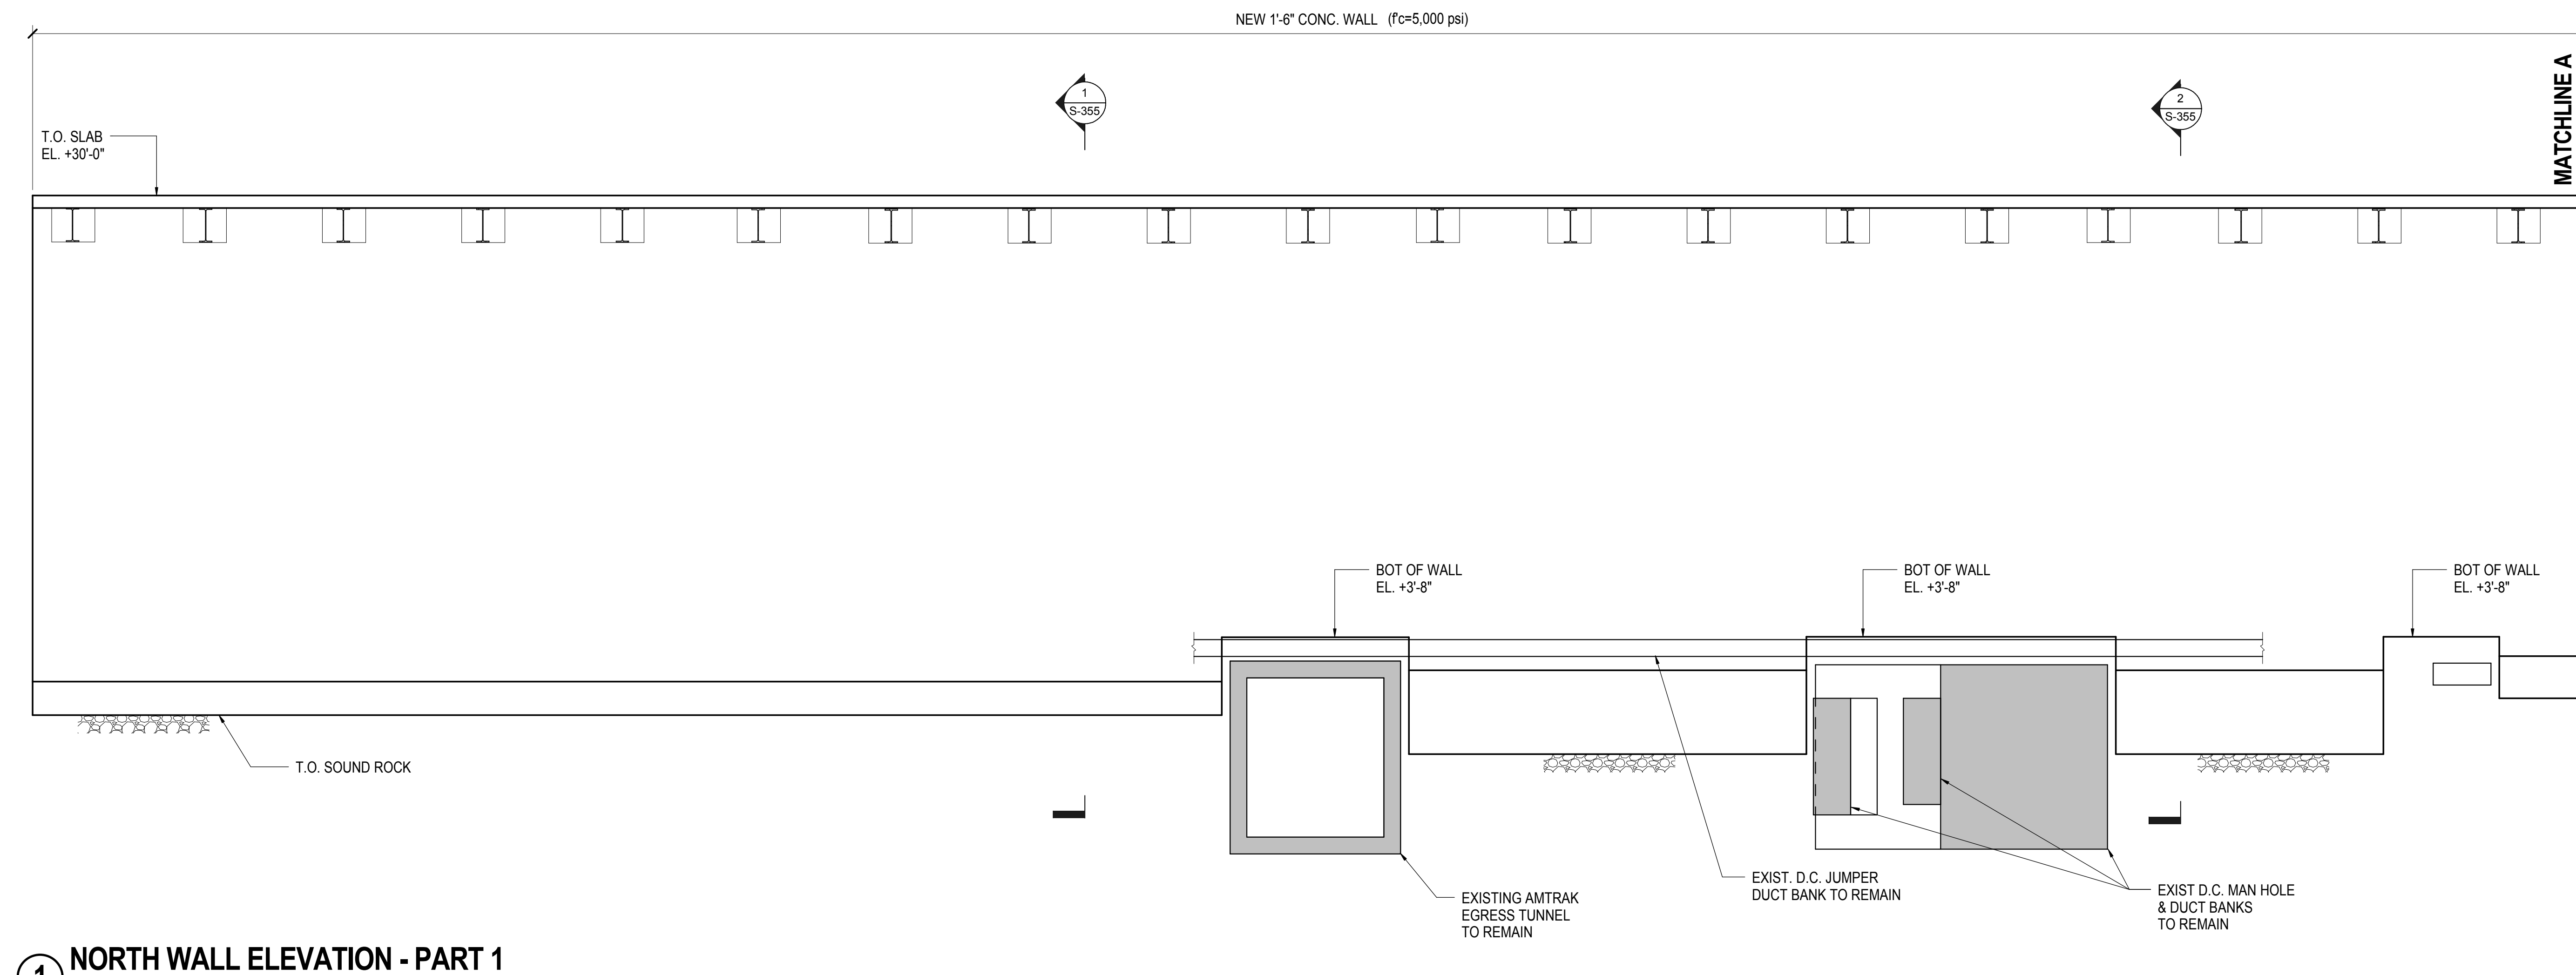 NEW 1'-6" CONC. WALL (f'c=5,000 psi)
MATCHLINE A
1
S-355
2
S-355
T.O. SLAB
EL. +30'-0"
BOT OF WALL
EL. +3'-8"
BOT OF WALL
EL. +3'-8"
BOT OF WALL
EL. +3'-8"
T.O. SOUND ROCK
EXISTING AMTRAK
EGRESS TUNNEL
TO REMAIN
EXIST. D.C. JUMPER
DUCT BANK TO REMAIN
EXIST D.C. MAN HOLE
& DUCT BANKS
TO REMAIN
1
NORTH WALL ELEVATION - PART 1